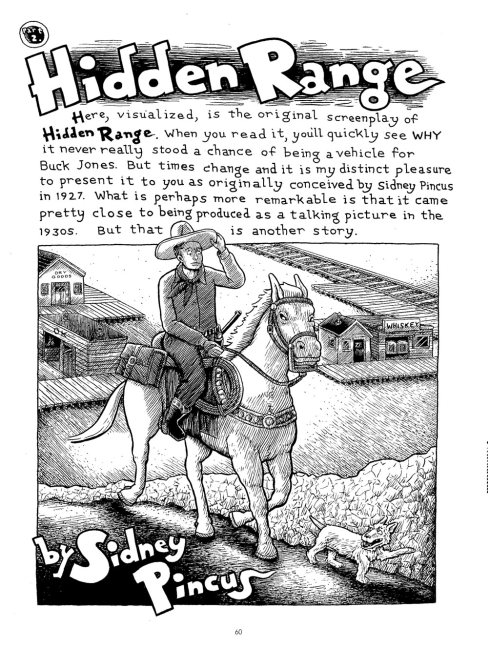 Hidden Range
Here, visualized, is the original screenplay of
Hidden Range. When you read it, you'll quickly see WHY
it never really stood a chance of being a vehicle for
Buck Jones. But times change and it is my distinct pleasure
to present it to you as originally conceived by Sidney Pincus
in 1927. What is perhaps more remarkable is that it came
pretty close to being produced as a talking picture in the
1930s. But that is another story.
DRY
GOODS
WHISKEY
by Sidney
Pincus
60